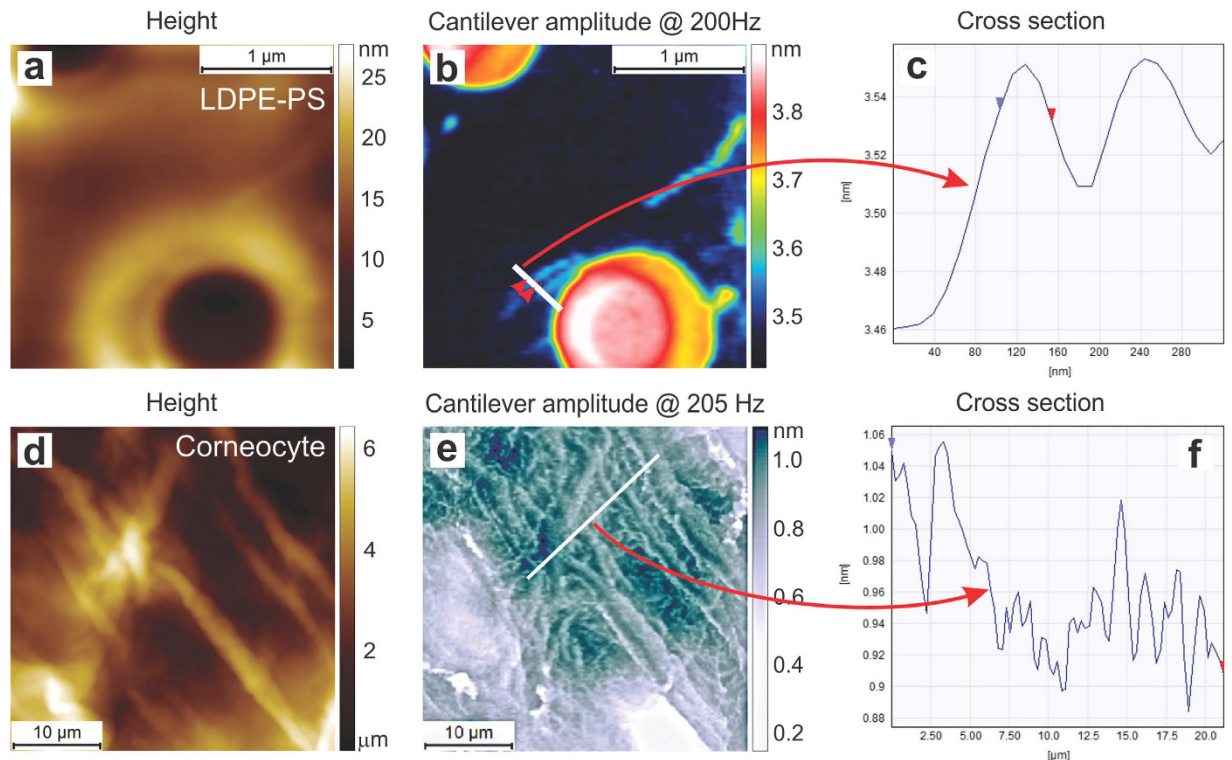 Height
Cantilever amplitude @ 200Hz
Cross section
a
1 µm
LDPE-PS
nm
25
20
15
10
5
b
1 µm
nm
3.8
3.7
3.6
3.5
c
3.54
3.52
3.50
3.48
3.46
[nm]
40
120
200
280
[nm]
Height
Cantilever amplitude @ 205 Hz
Cross section
d
Corneocyte
10 µm
6
4
2
µm
e
10 µm
nm
1.0
0.8
0.6
0.4
0.2
f
1.06
1.04
1.02
1.00
0.98
0.96
0.94
0.93
0.92
0.9
0.88
[nm]
2.50
5.00
7.50
10.0
12.5
15.0
17.5
20.0
[µm]